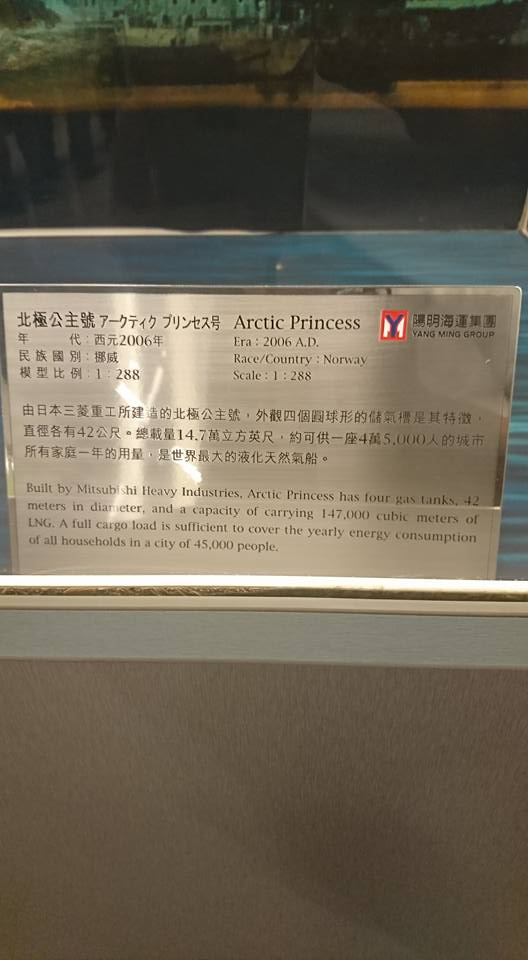 北極公主號 アークティク プリンセス号 Arctic Princess
Y 陽明海運集團
YANG MING GROUP
年 代：西元2006年
Era : 2006 A.D.
民族國別：挪威
Race/Country : Norway
模型比例：1：288
Scale : 1 : 288
由日本三菱重工所建造的北極公主號，外觀四個圓球形的儲氣槽是其特徵，
直徑各有42公尺。總載量14.7萬立方英尺，約可供一座4萬5,000人的城市
所有家庭一年的用量，是世界最大的液化天然氣船。
Built by Mitsubishi Heavy Industries, Arctic Princess has four gas tanks, 42
meters in diameter, and a capacity of carrying 147,000 cubic meters of
LNG. A full cargo load is sufficient to cover the yearly energy consumption
of all households in a city of 45,000 people.